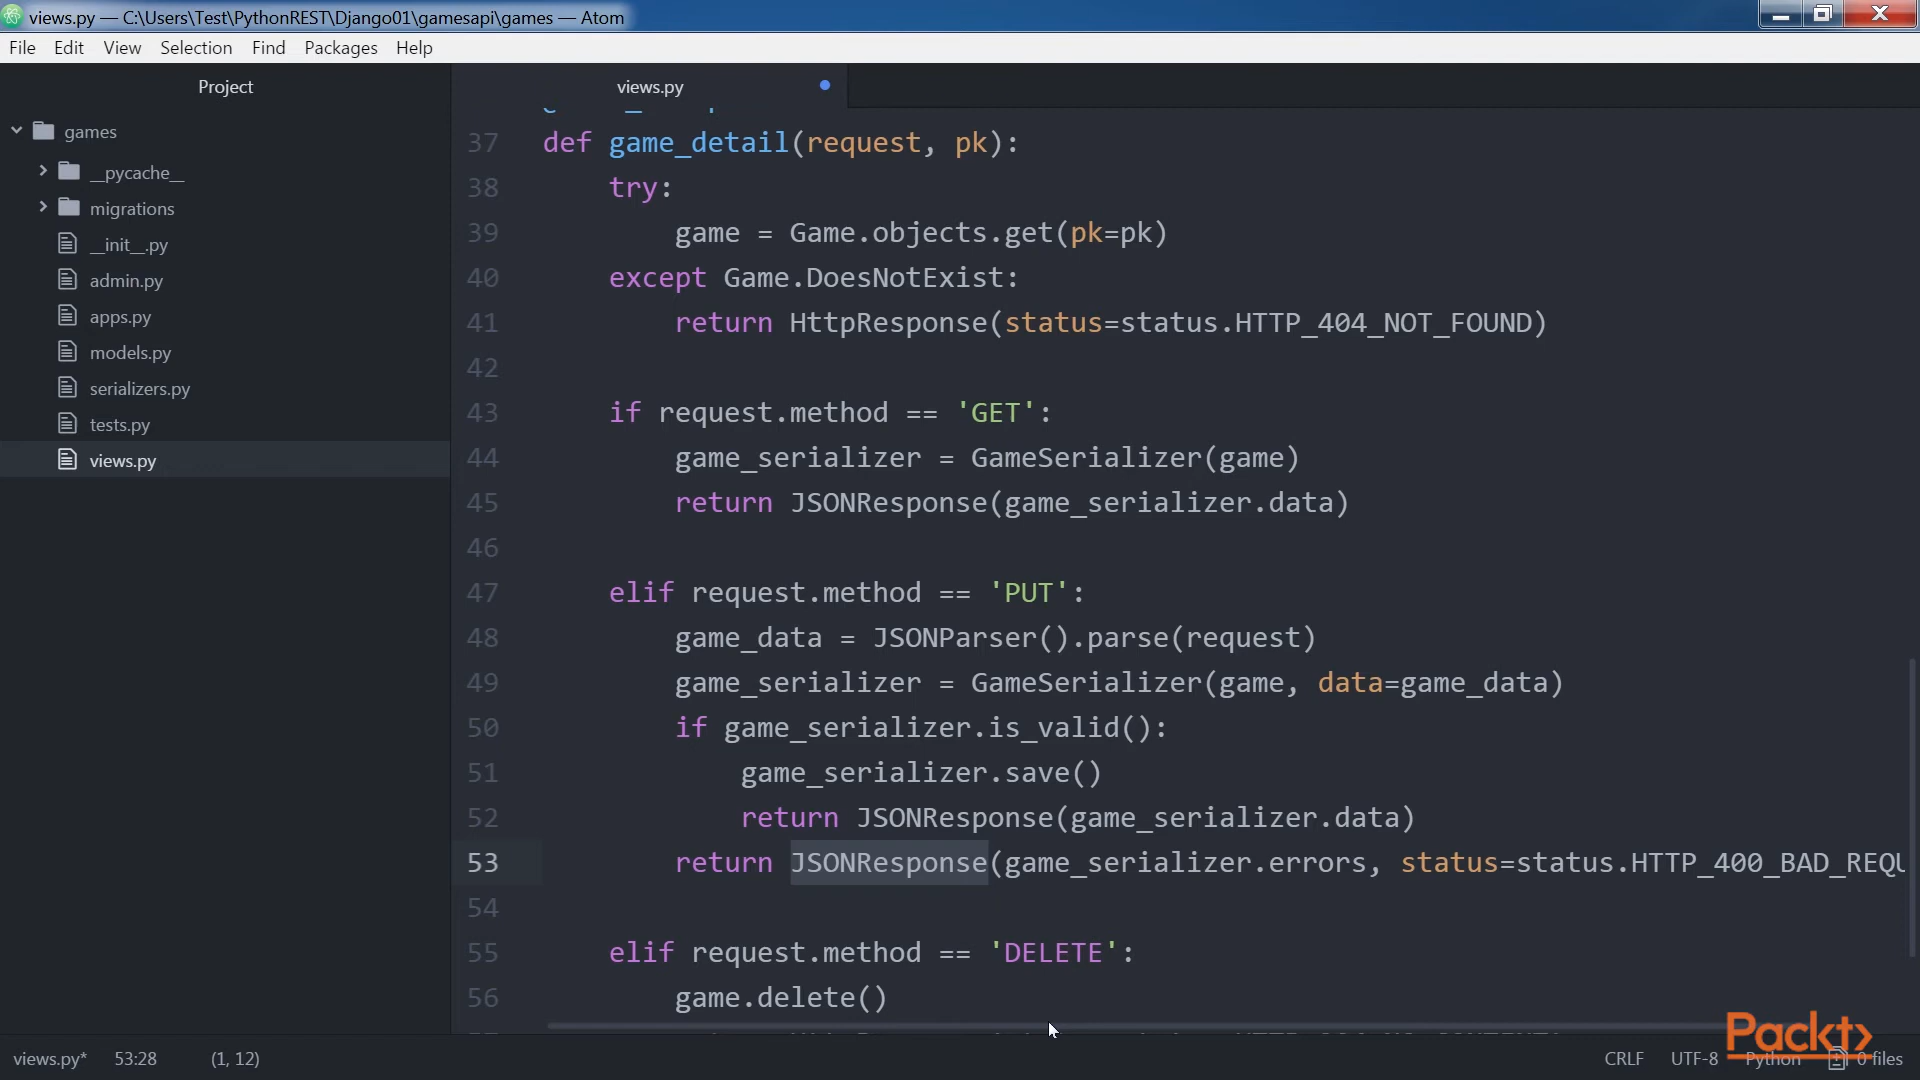 views.py — C:\Users\Test\PythonREST\Django01\gamesapi\games — Atom
File Edit View Selection Find Packages Help
Project
games
__pycache__
migrations
__init__.py
admin.py
apps.py
models.py
serializers.py
tests.py
views.py
views.py
37 def game_detail(request, pk):
38     try:
39         game = Game.objects.get(pk=pk)
40     except Game.DoesNotExist:
41         return HttpResponse(status=status.HTTP_404_NOT_FOUND)
42
43     if request.method == 'GET':
44         game_serializer = GameSerializer(game)
45         return JSONResponse(game_serializer.data)
46
47     elif request.method == 'PUT':
48         game_data = JSONParser().parse(request)
49         game_serializer = GameSerializer(game, data=game_data)
50         if game_serializer.is_valid():
51             game_serializer.save()
52             return JSONResponse(game_serializer.data)
53         return JSONResponse(game_serializer.errors, status=status.HTTP_400_BAD_REQU
54
55     elif request.method == 'DELETE':
56         game.delete()
Packt>
views.py* 53:28 (1, 12) CRLF UTF-8 Python 0 files